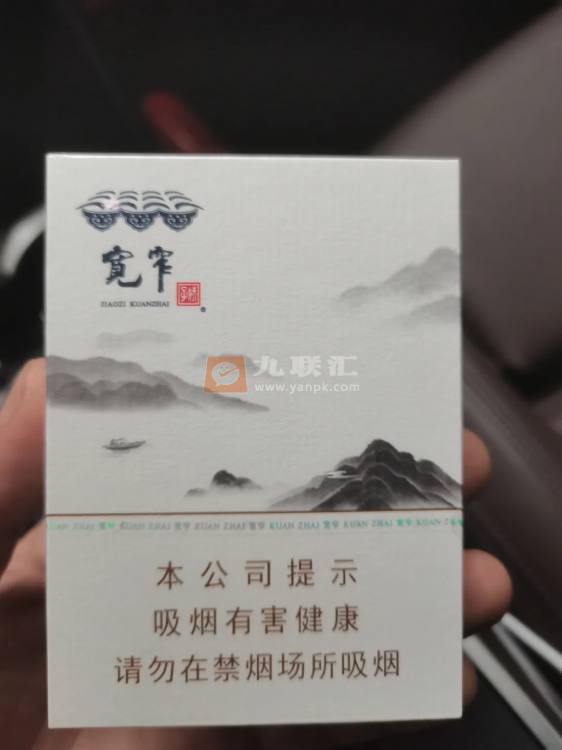 宽窄
JIAOZI KUANZHAI
娇子
®
九联汇
www.yanpk.com
KUAN ZHAI 宽窄 KUAN ZHAI 宽窄 KUAN ZHAI 宽窄 KUAN ZHAI 宽窄 KUAN ZHAI
本公司提示
吸烟有害健康
请勿在禁烟场所吸烟